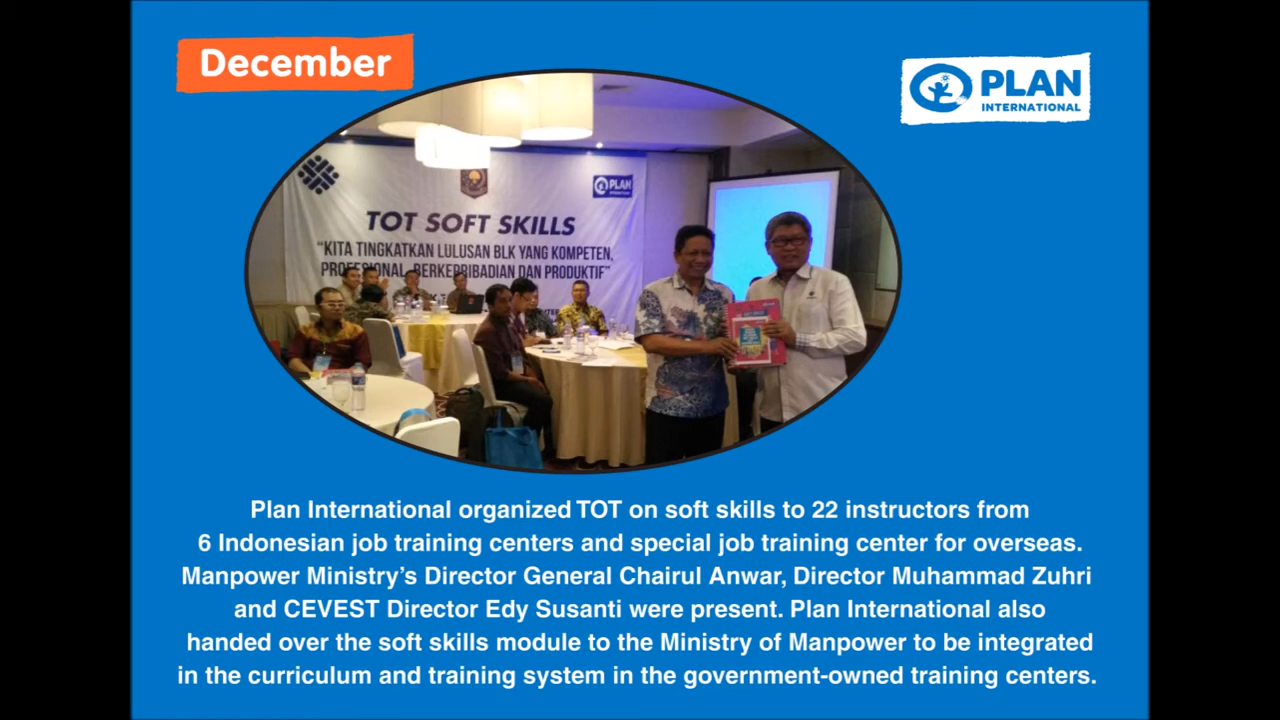 December
PLAN
INTERNATIONAL
PLAN
TOT SOFT SKILLS
"KITA TINGKATKAN LULUSAN BLK YANG KOMPETEN,
PROFESIONAL, BERKEPRIBADIAN DAN PRODUKTIF"
Plan International organized TOT on soft skills to 22 instructors from
6 Indonesian job training centers and special job training center for overseas.
Manpower Ministry's Director General Chairul Anwar, Director Muhammad Zuhri
and CEVEST Director Edy Susanti were present. Plan International also
handed over the soft skills module to the Ministry of Manpower to be integrated
in the curriculum and training system in the government-owned training centers.